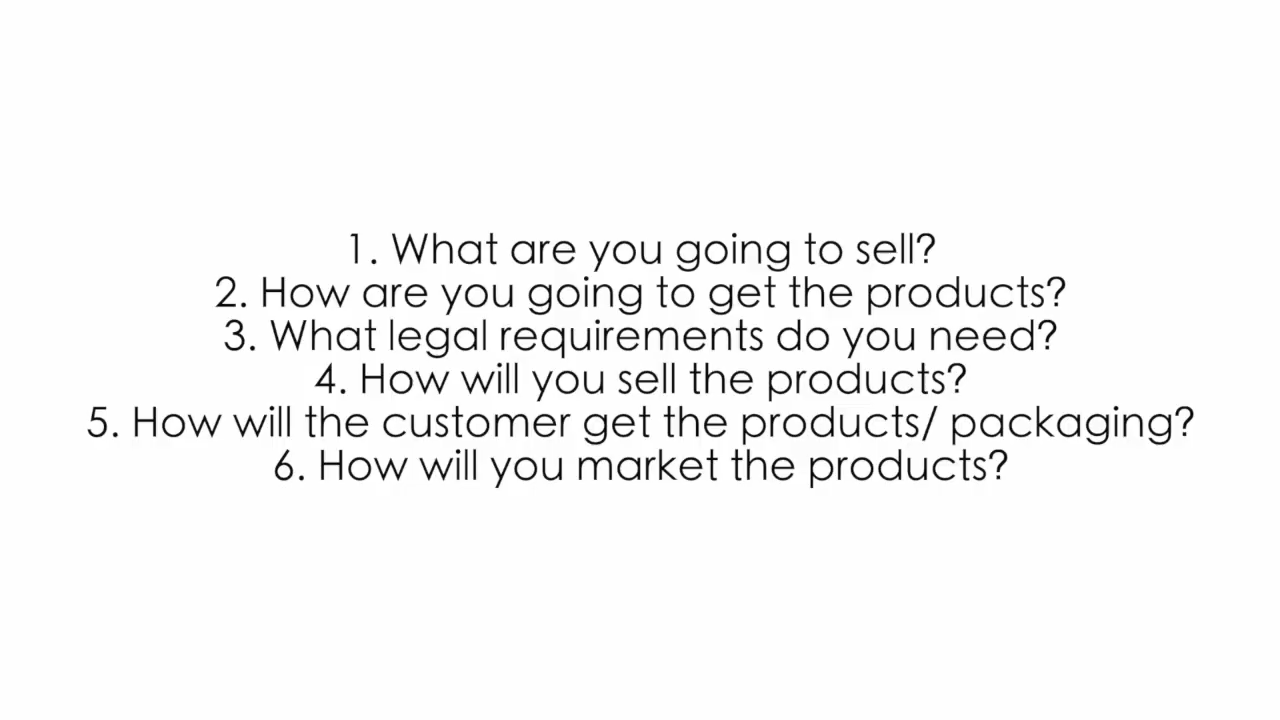 1. What are you going to sell?
2. How are you going to get the products?
3. What legal requirements do you need?
4. How will you sell the products?
5. How will the customer get the products/ packaging?
6. How will you market the products?